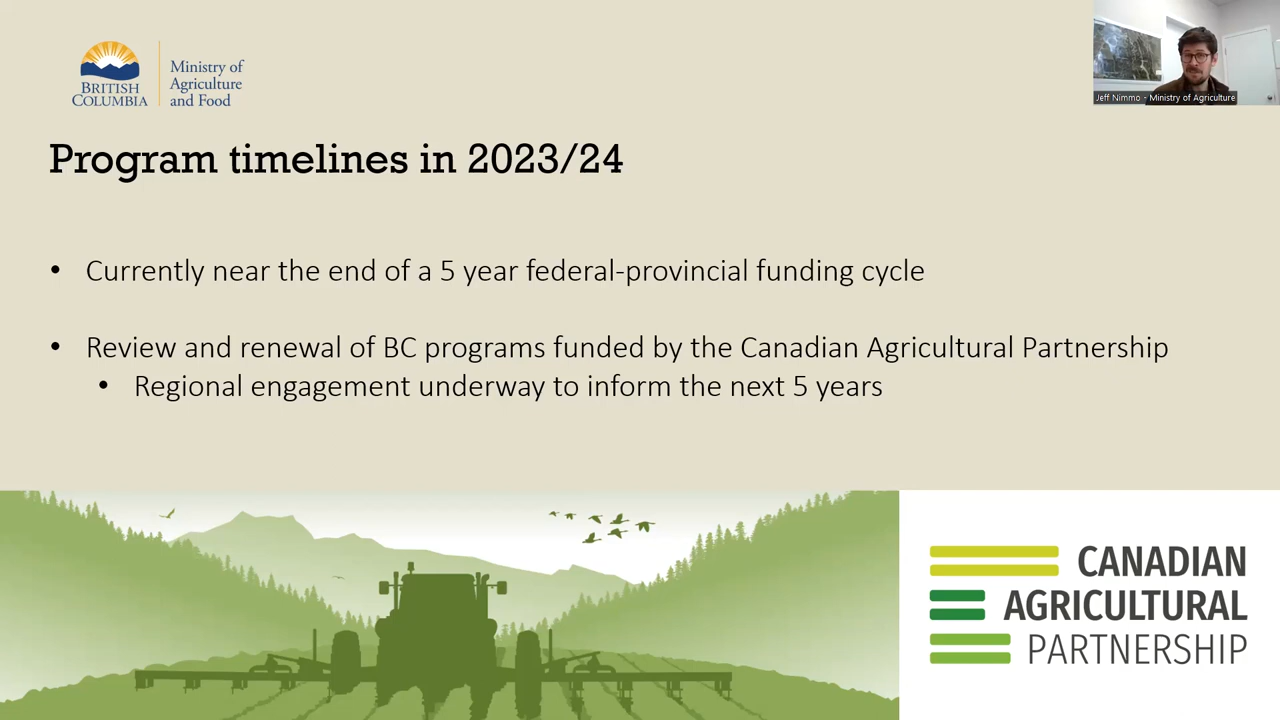 BRITISH
COLUMBIA
Ministry of
Agriculture
and Food
Jeff Nimmo - Ministry of Agriculture
Program timelines in 2023/24
• Currently near the end of a 5 year federal-provincial funding cycle
• Review and renewal of BC programs funded by the Canadian Agricultural Partnership
• Regional engagement underway to inform the next 5 years
CANADIAN
AGRICULTURAL
PARTNERSHIP